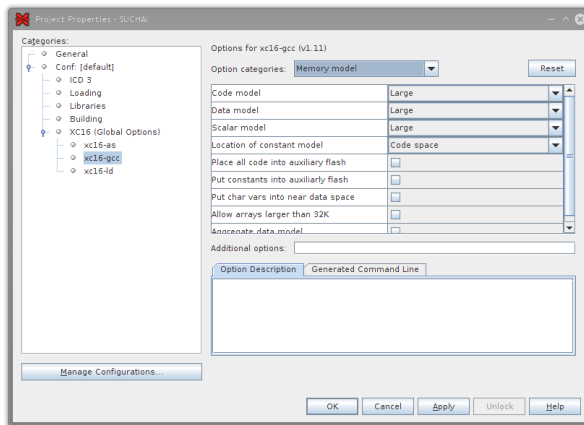 Project Properties - SUCHAI
Categories:
General
Conf: [default]
ICD 3
Loading
Libraries
Building
XC16 (Global Options)
xc16-as
xc16-gcc
xc16-ld
Manage Configurations...
Options for xc16-gcc (v1.11)
Option categories: Memory model Reset
Code model Large
Data model Large
Scalar model Large
Location of constant model Code space
Place all code into auxiliary flash
Put constants into auxiliarly flash
Put char vars into near data space
Allow arrays larger than 32K
Aggregate data model
Additional options:
Option Description Generated Command Line
OK Cancel Apply Unlock Help